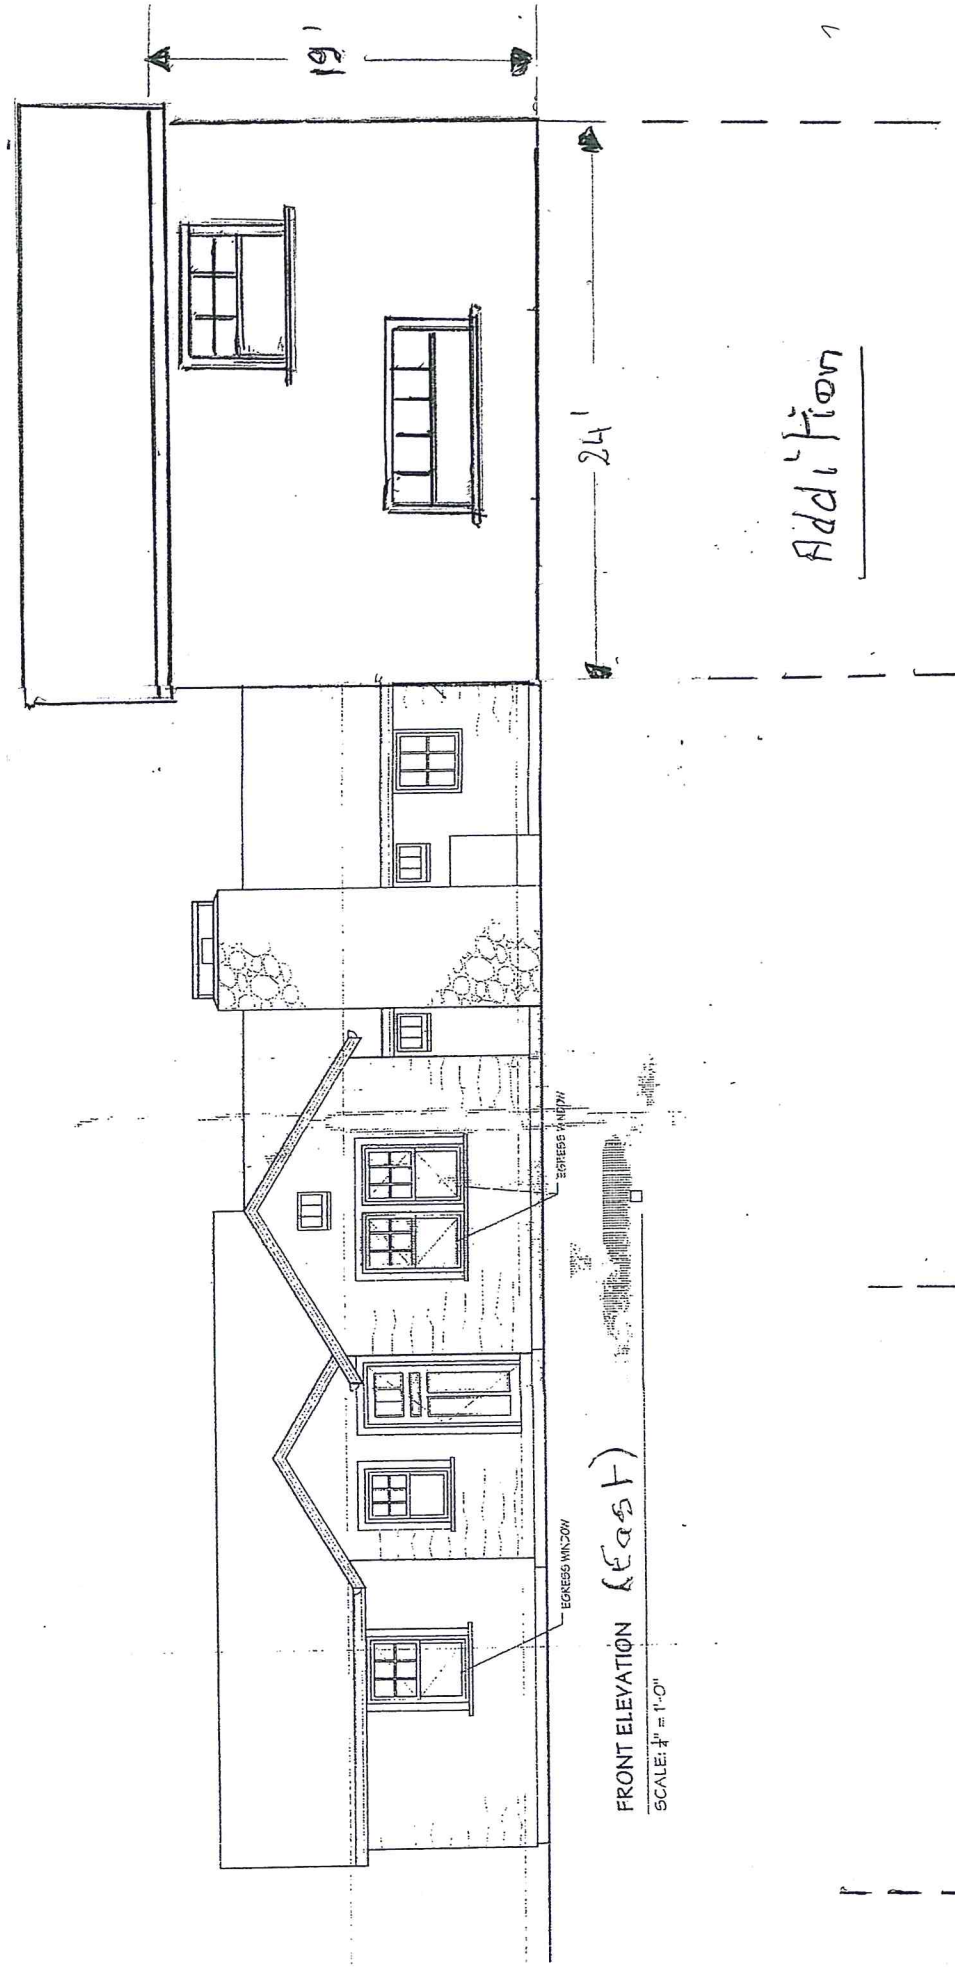 19'
24'
Addition
EGRESS WINDOW
EGRESS WINDOW
FRONT ELEVATION (East)
SCALE: ¼" = 1'-0"